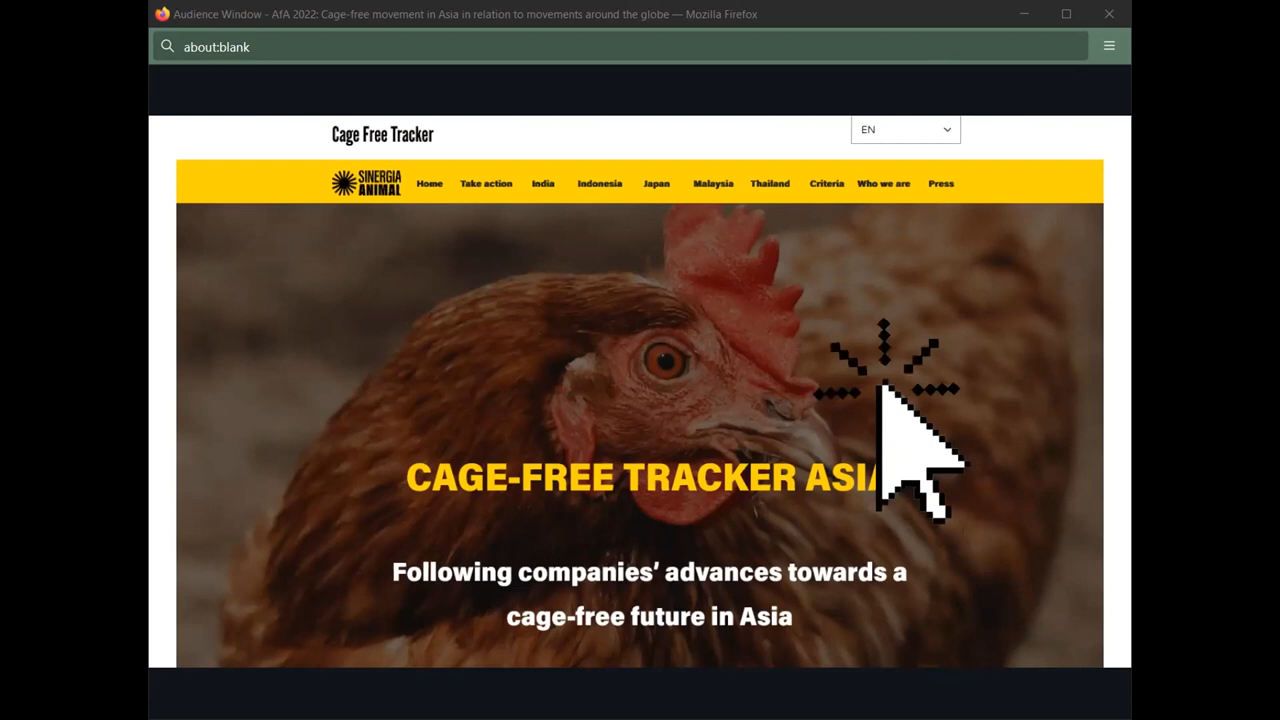 Audience Window - AfA 2022: Cage-free movement in Asia in relation to movements around the globe — Mozilla Firefox
about:blank
Cage Free Tracker
EN
SINERGIA
ANIMAL
Home Take action India Indonesia Japan Malaysia Thailand Criteria Who we are Press
CAGE-FREE TRACKER ASIA
Following companies’ advances towards a
cage-free future in Asia